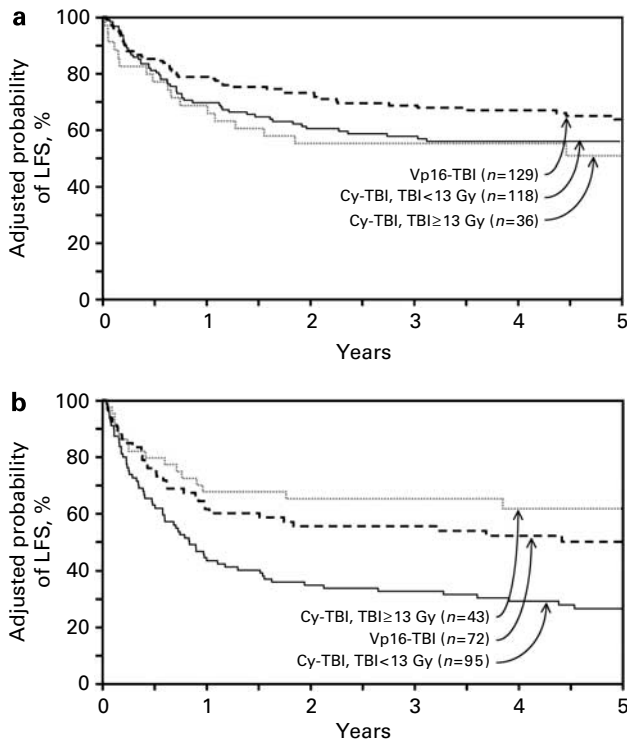 a
Adjusted probability
of LFS, %
100
80
60
40
20
0
Vp16-TBI (n=129)
Cy-TBI, TBI<13 Gy (n=118)
Cy-TBI, TBI≥13 Gy (n=36)
0 1 2 3 4 5
Years
b
Adjusted probability
of LFS, %
100
80
60
40
20
0
Cy-TBI, TBI≥13 Gy (n=43)
Vp16-TBI (n=72)
Cy-TBI, TBI<13 Gy (n=95)
0 1 2 3 4 5
Years